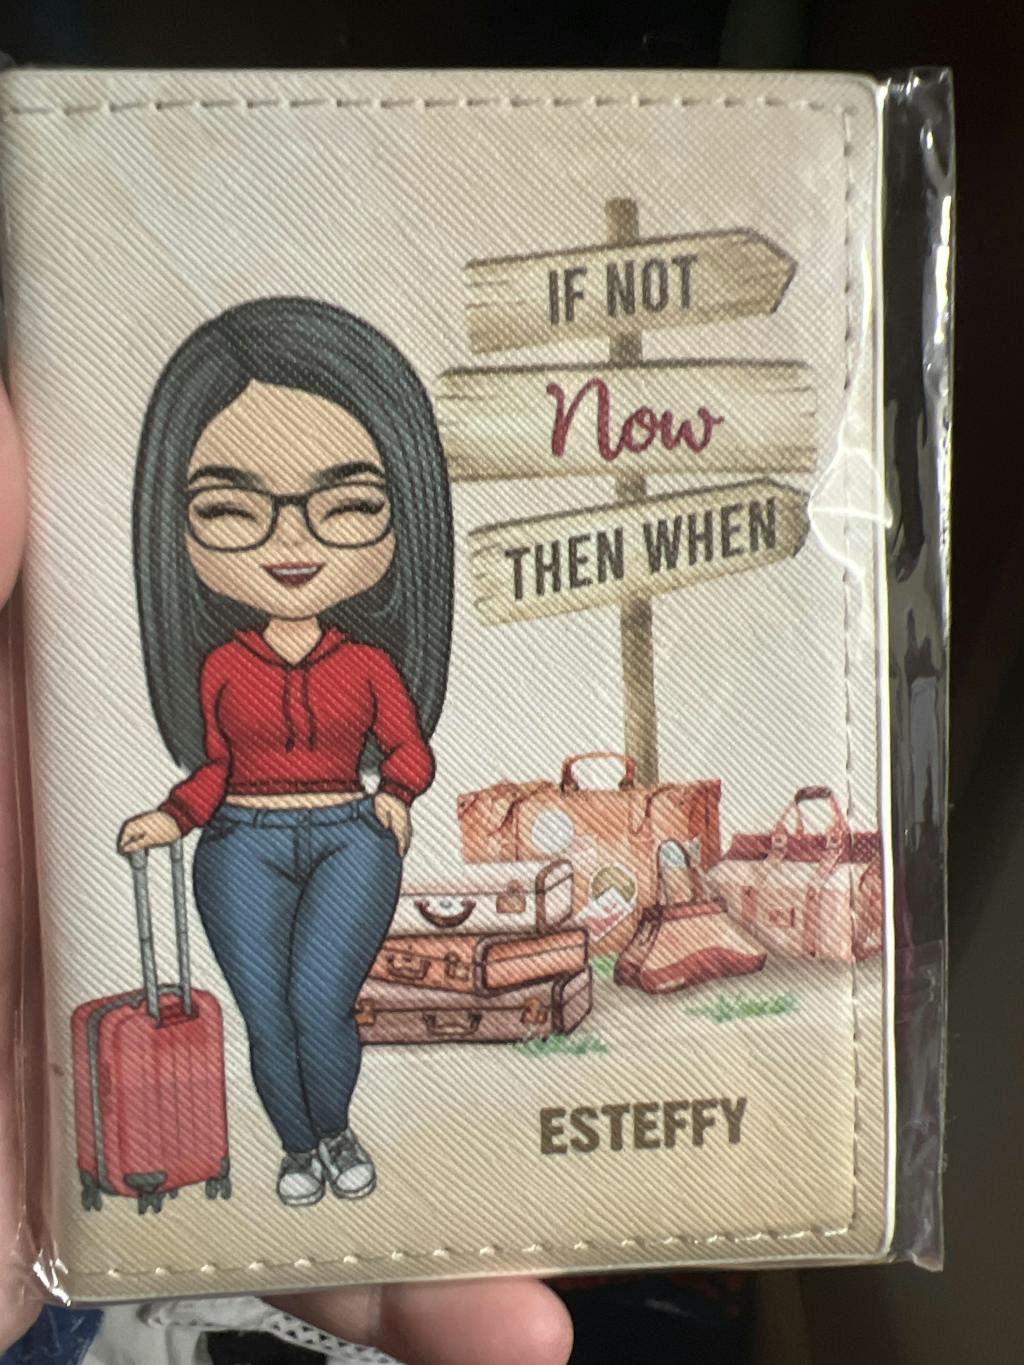 IF NOT
Now
THEN WHEN
ESTEFFY